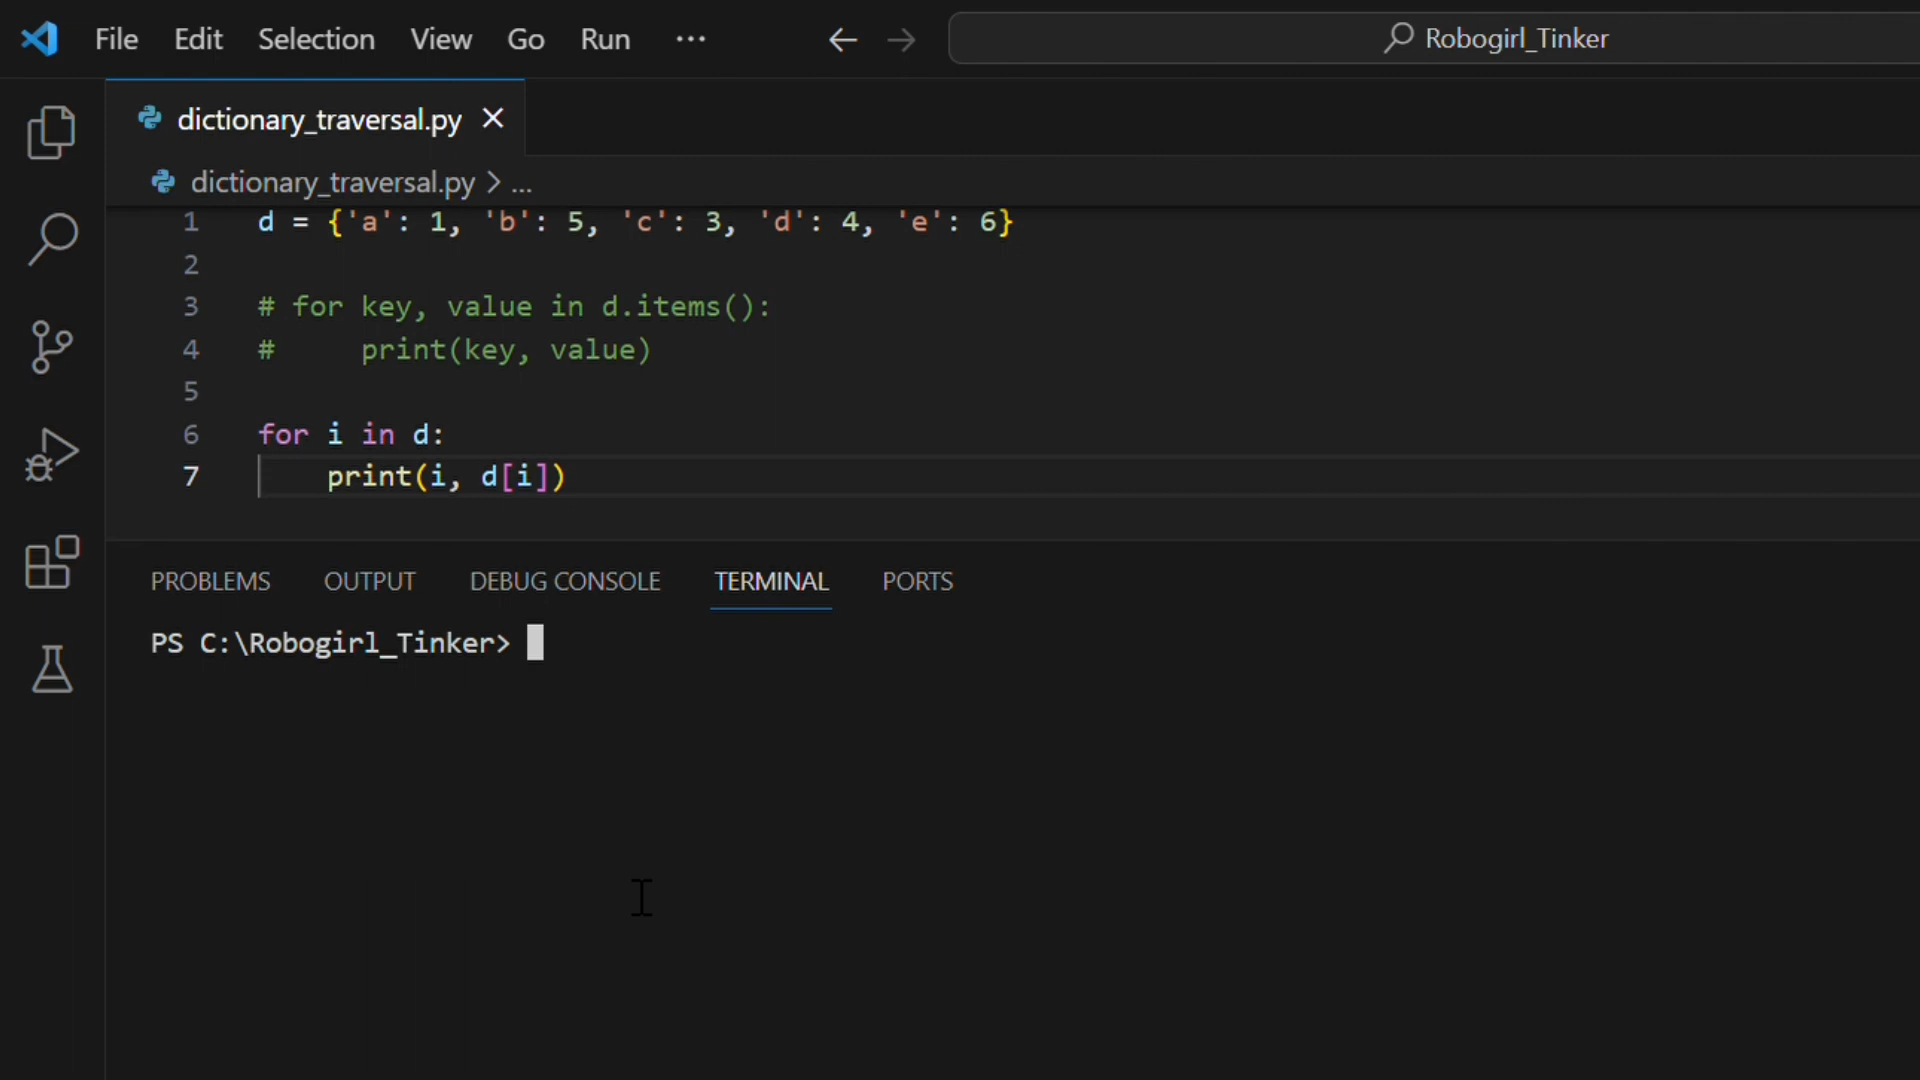 File Edit Selection View Go Run ... Robogirl_Tinker
dictionary_traversal.py
dictionary_traversal.py > ...
1 d = {'a': 1, 'b': 5, 'c': 3, 'd': 4, 'e': 6}
2
3 # for key, value in d.items():
4 #     print(key, value)
5
6 for i in d:
7     print(i, d[i])
PROBLEMS OUTPUT DEBUG CONSOLE TERMINAL PORTS
PS C:\Robogirl_Tinker>